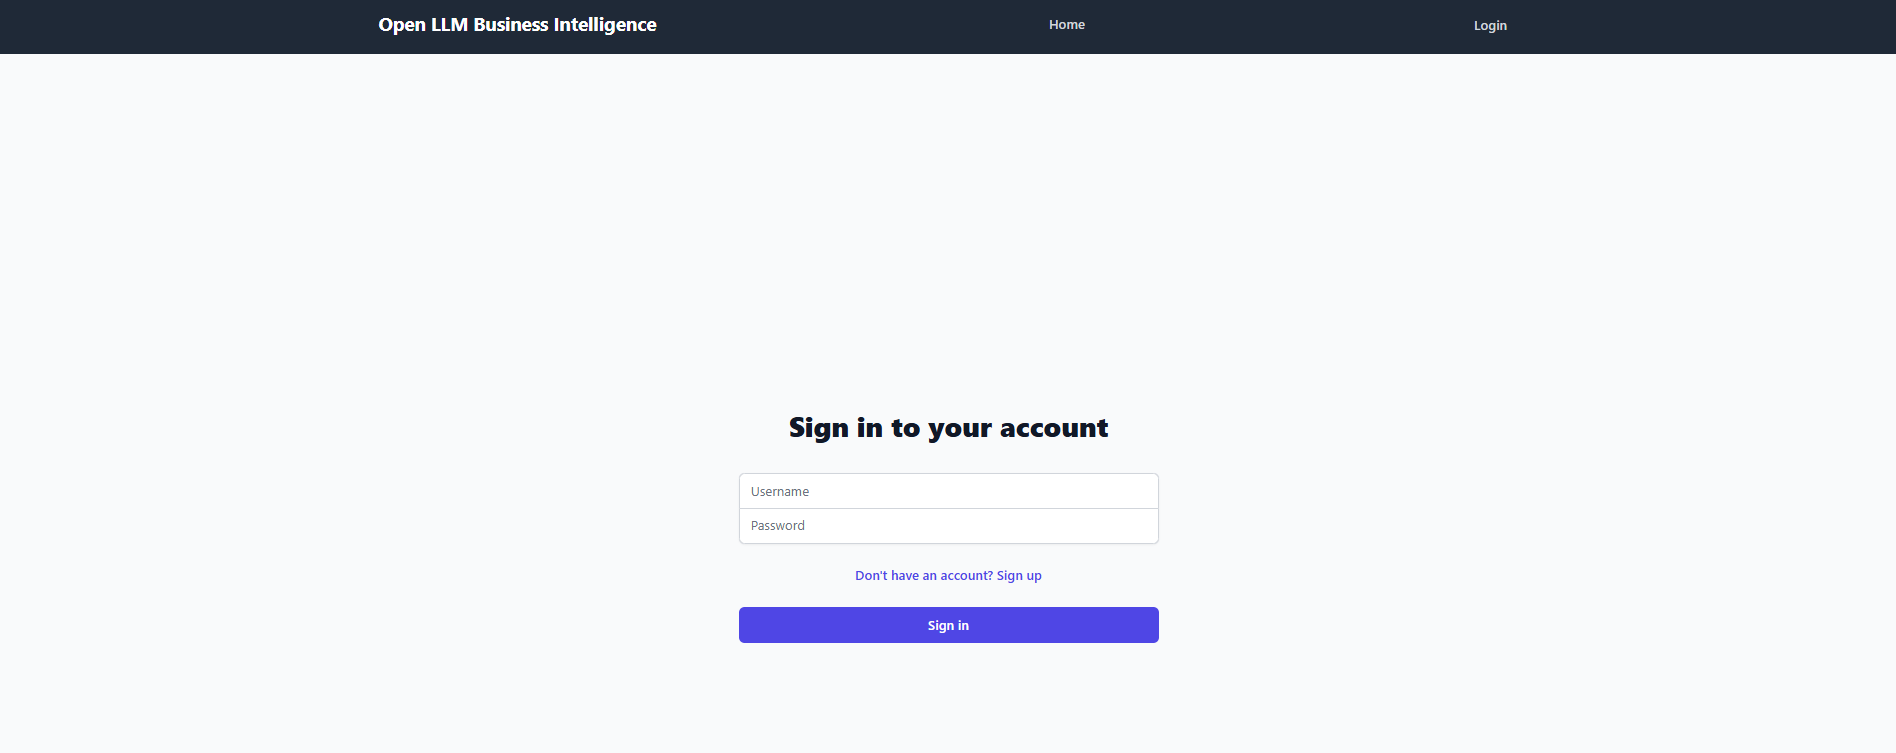 Open LLM Business Intelligence
Home
Login
Sign in to your account
Username
Password
Don't have an account? Sign up
Sign in